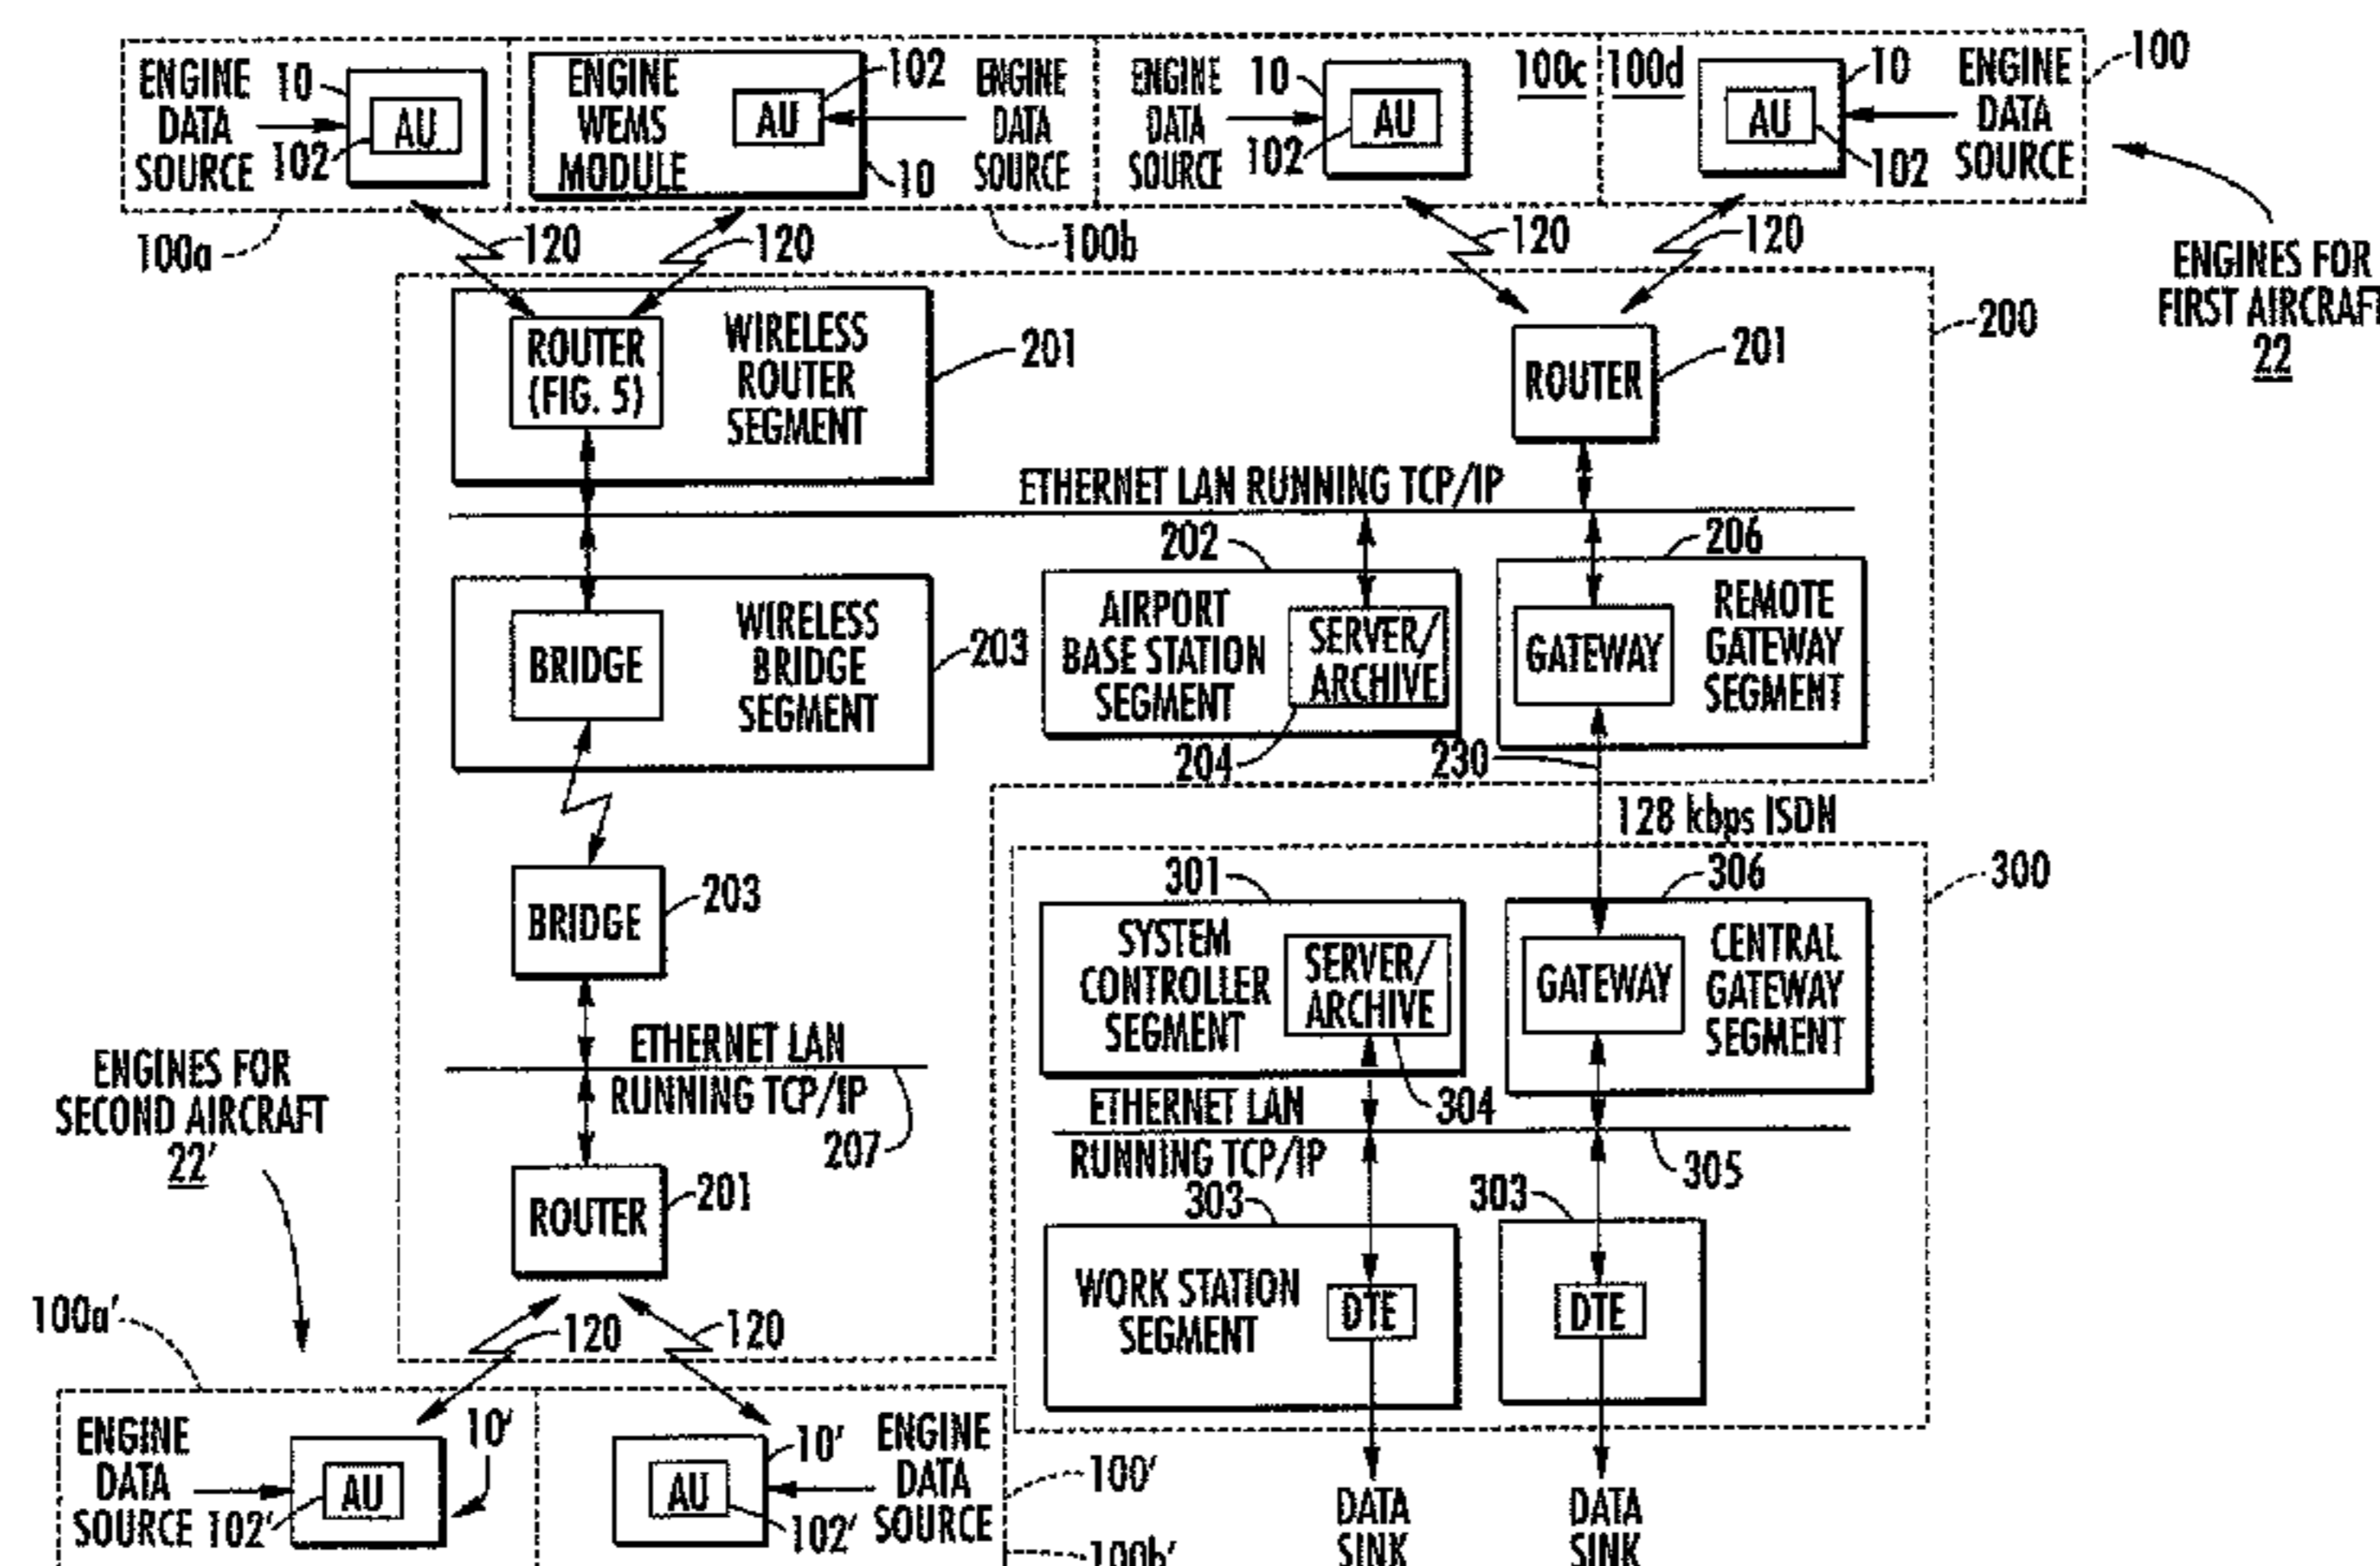 ENGINE
DATA
SOURCE
10
102
AU
100a
ENGINE
WEMS
MODULE
AU
102
10
ENGINE
DATA
SOURCE
100b
ENGINE
DATA
SOURCE
10
102
AU
100c
100d
AU
10
102
ENGINE
DATA
SOURCE
100
120
120
120
120
ENGINES FOR
FIRST AIRCRAFT
22
200
ROUTER
(FIG. 5)
WIRELESS
ROUTER
SEGMENT
201
ROUTER
201
ETHERNET LAN RUNNING TCP/IP
BRIDGE
WIRELESS
BRIDGE
SEGMENT
203
202
AIRPORT
BASE STATION
SEGMENT
SERVER/
ARCHIVE
204
206
GATEWAY
REMOTE
GATEWAY
SEGMENT
230
128 kbps ISDN
BRIDGE
203
ETHERNET LAN
RUNNING TCP/IP
207
ROUTER
201
300
301
SYSTEM
CONTROLLER
SEGMENT
SERVER/
ARCHIVE
304
306
GATEWAY
CENTRAL
GATEWAY
SEGMENT
ETHERNET LAN
RUNNING TCP/IP
305
303
WORK STATION
SEGMENT
DTE
303
DTE
DATA
SINK
DATA
SINK
ENGINES FOR
SECOND AIRCRAFT
22'
100a'
120
120
ENGINE
DATA
SOURCE
102'
AU
10'
AU
10'
102'
ENGINE
DATA
SOURCE
100'
100b'